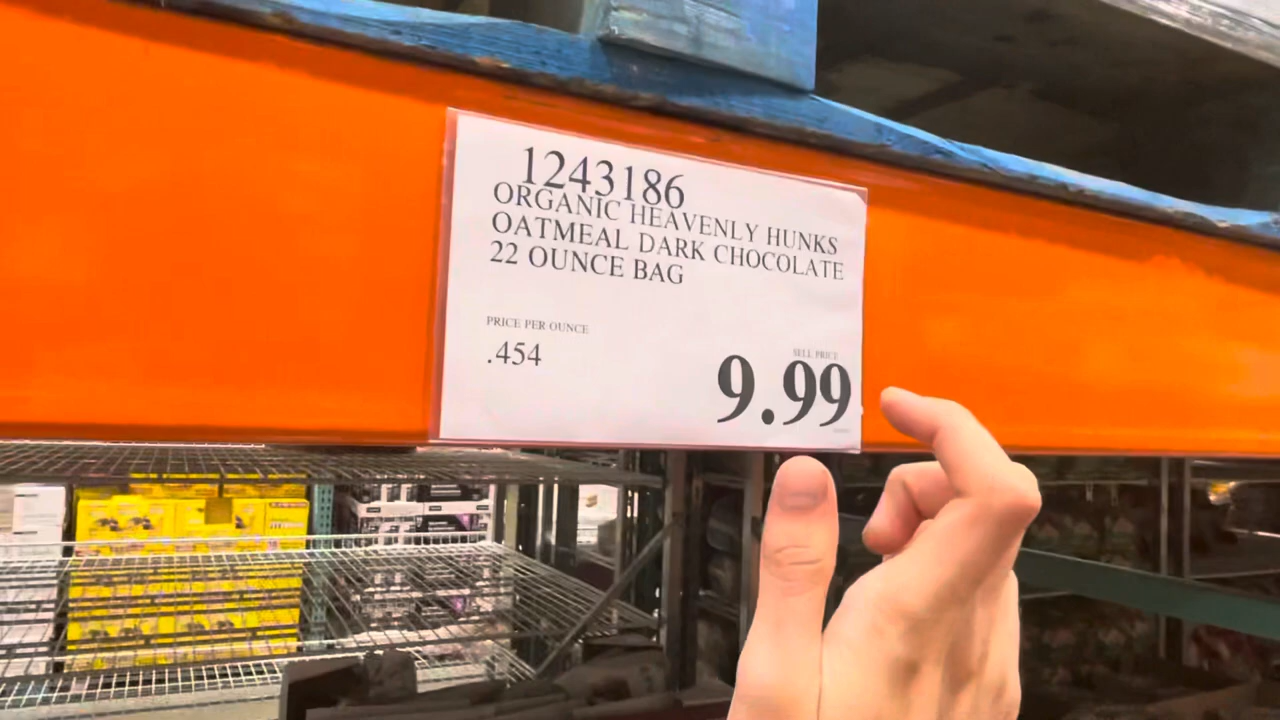 1243186
ORGANIC HEAVENLY HUNKS
OATMEAL DARK CHOCOLATE
22 OUNCE BAG
PRICE PER OUNCE
.454
SELL PRICE
9.99